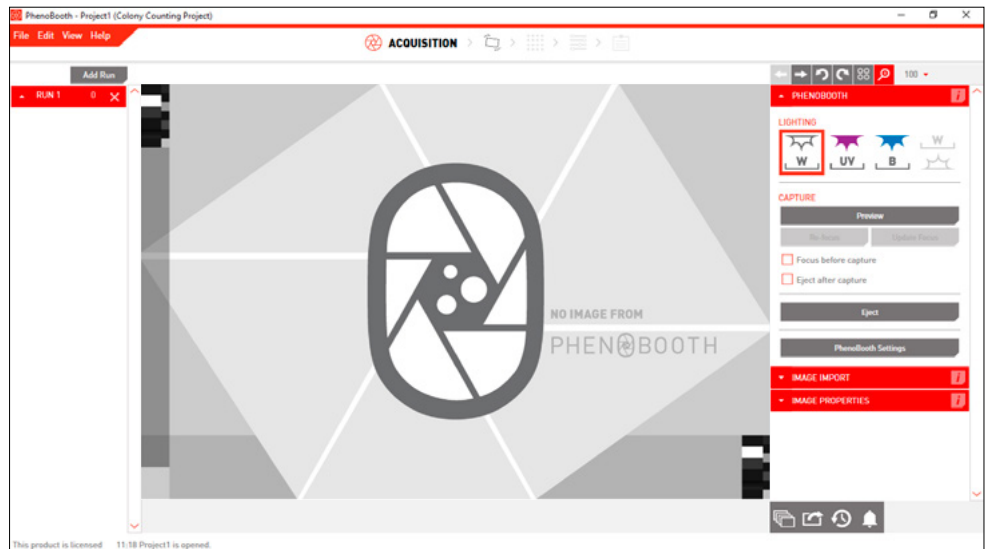 PhenoBooth - Project1 (Colony Counting Project)
File Edit View Help
ACQUISITION
Add Run
RUN 1 0
100
PHENOBOOTH
LIGHTING
W UV B W
CAPTURE
Preview
Re-focus Update Focus
Focus before capture
Eject after capture
Eject
PhenoBooth Settings
IMAGE IMPORT
IMAGE PROPERTIES
NO IMAGE FROM
PHENOBOOTH
This product is licensed 11:18 Project1 is opened.